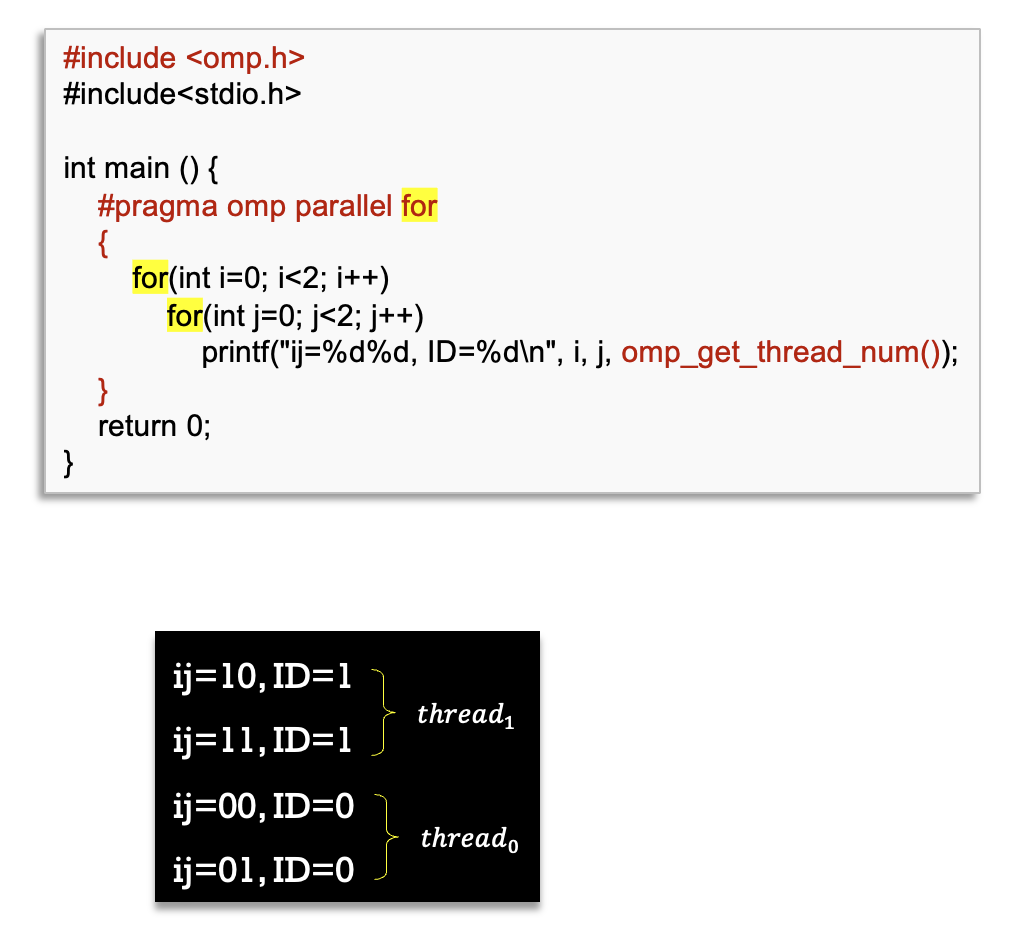 #include <omp.h>
#include<stdio.h>
int main () {
#pragma omp parallel for
{
for(int i=0; i<2; i++)
for(int j=0; j<2; j++)
printf("ij=%d%d, ID=%d\n", i, j, omp_get_thread_num());
}
return 0;
}
ij=10, ID=1
ij=11, ID=1
thread1
ij=00, ID=0
ij=01, ID=0
thread0